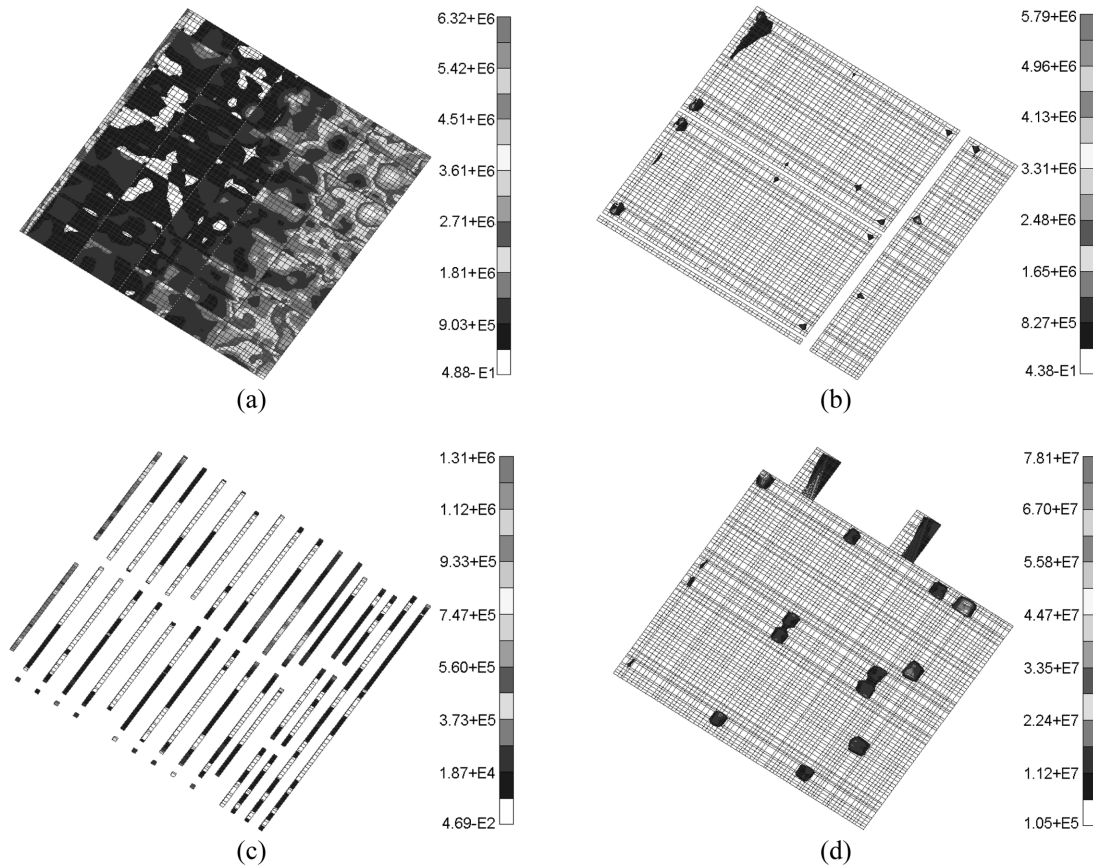 6.32+E6
5.42+E6
4.51+E6
3.61+E6
2.71+E6
1.81+E6
9.03+E5
4.88- E1
(a)
5.79+E6
4.96+E6
4.13+E6
3.31+E6
2.48+E6
1.65+E6
8.27+E5
4.38-E1
(b)
1.31+E6
1.12+E6
9.33+E5
7.47+E5
5.60+E5
3.73+E5
1.87+E4
4.69-E2
(c)
7.81+E7
6.70+E7
5.58+E7
4.47+E7
3.35+E7
2.24+E7
1.12+E7
1.05+E5
(d)